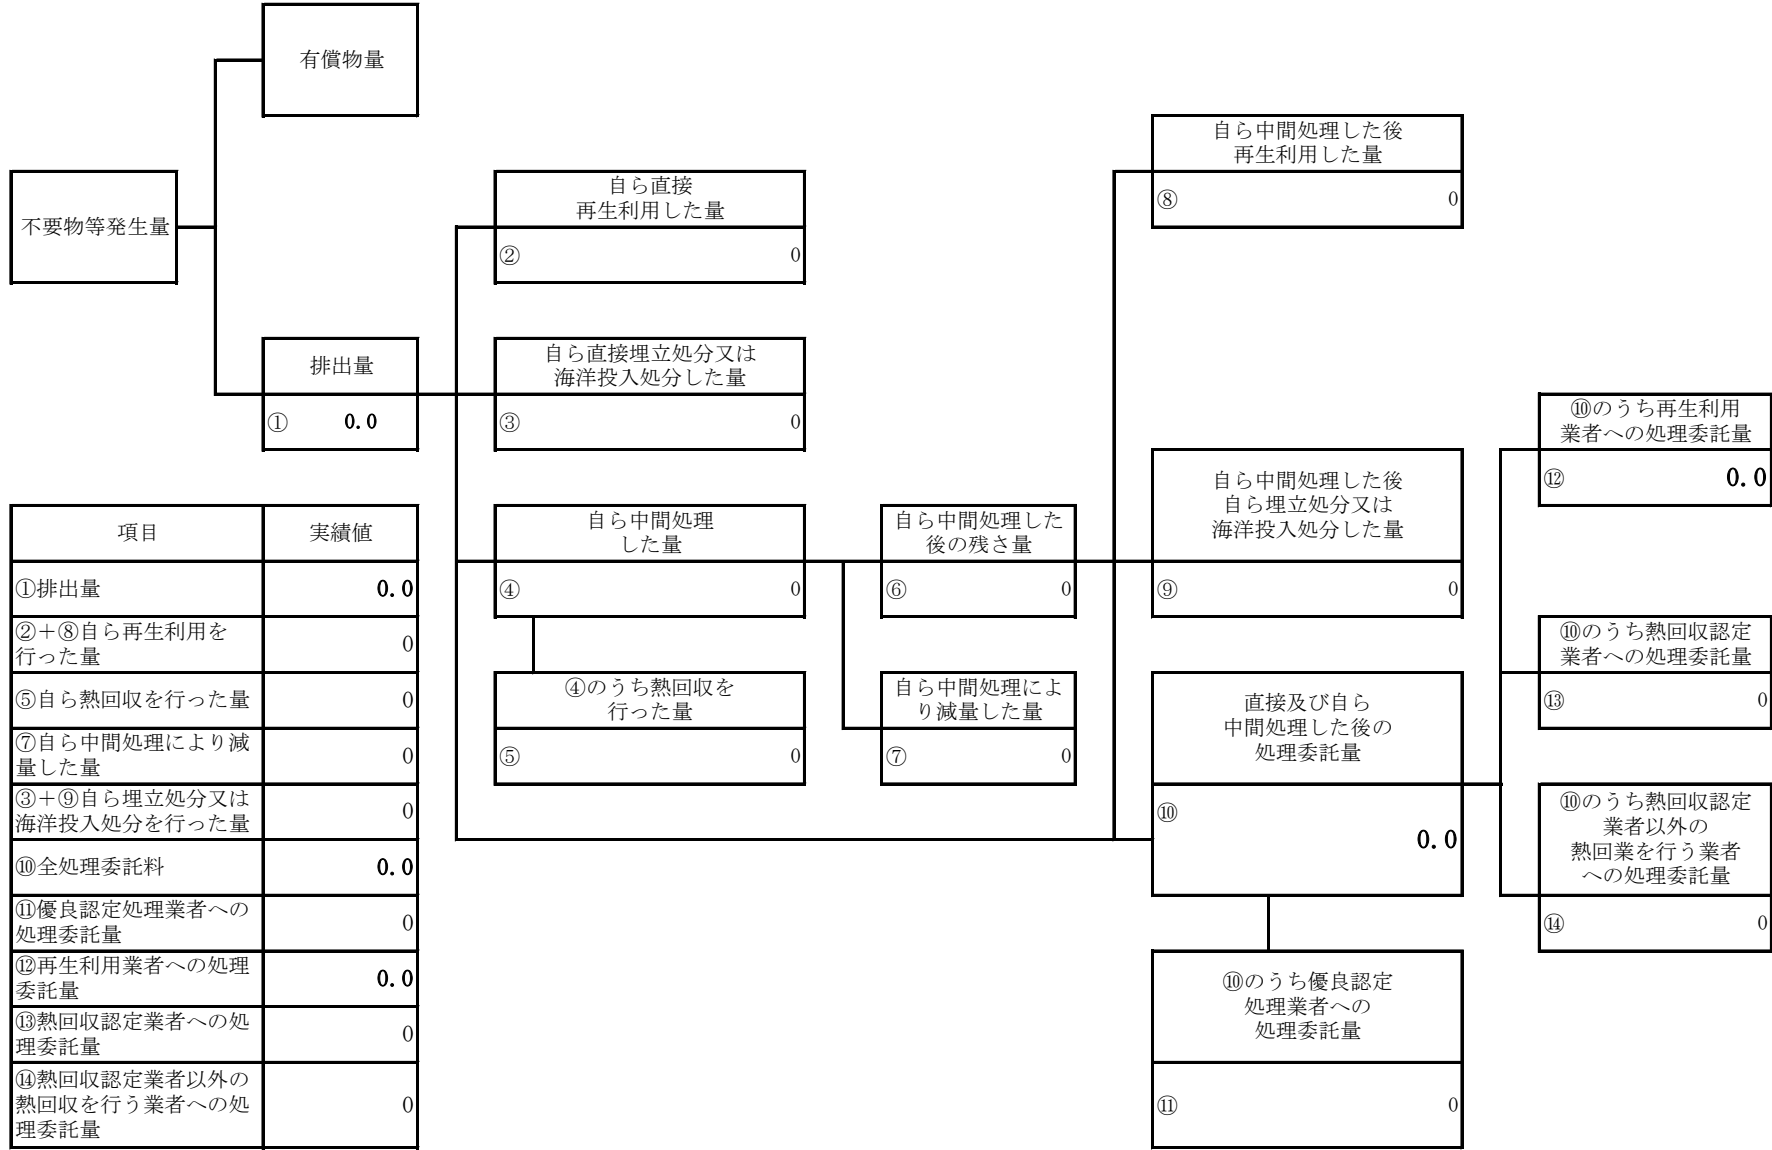 有償物量
不要物等発生量
排出量
① 0.0
自ら直接
再生利用した量
② 0
自ら直接埋立処分又は
海洋投入処分した量
③ 0
自ら中間処理
した量
④ 0
④のうち熱回収を
行った量
⑤ 0
自ら中間処理した
後の残さ量
⑥ 0
自ら中間処理によ
り減量した量
⑦ 0
自ら中間処理した後
再生利用した量
⑧ 0
自ら中間処理した後
自ら埋立処分又は
海洋投入処分した量
⑨ 0
直接及び自ら
中間処理した後の
処理委託量
⑩
0.0
⑩のうち優良認定
処理業者への
処理委託量
⑪ 0
⑩のうち再生利用
業者への処理委託量
⑫ 0.0
⑩のうち熱回収認定
業者への処理委託量
⑬ 0
⑩のうち熱回収認定
業者以外の
熱回業を行う業者
への処理委託量
⑭ 0
項目 実績値
①排出量 0.0
②＋⑧自ら再生利用を
行った量 0
⑤自ら熱回収を行った量 0
⑦自ら中間処理により減
量した量 0
③＋⑨自ら埋立処分又は
海洋投入処分を行った量 0
⑩全処理委託料 0.0
⑪優良認定処理業者への
処理委託量 0
⑫再生利用業者への処理
委託量 0.0
⑬熱回収認定業者への処
理委託量 0
⑭熱回収認定業者以外の
熱回収を行う業者への処
理委託量 0